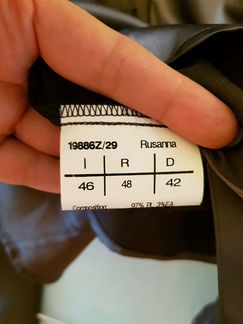 19886Z/29 Rusanna
I R D
46 48 42
Composition: 97% PL 3%EA